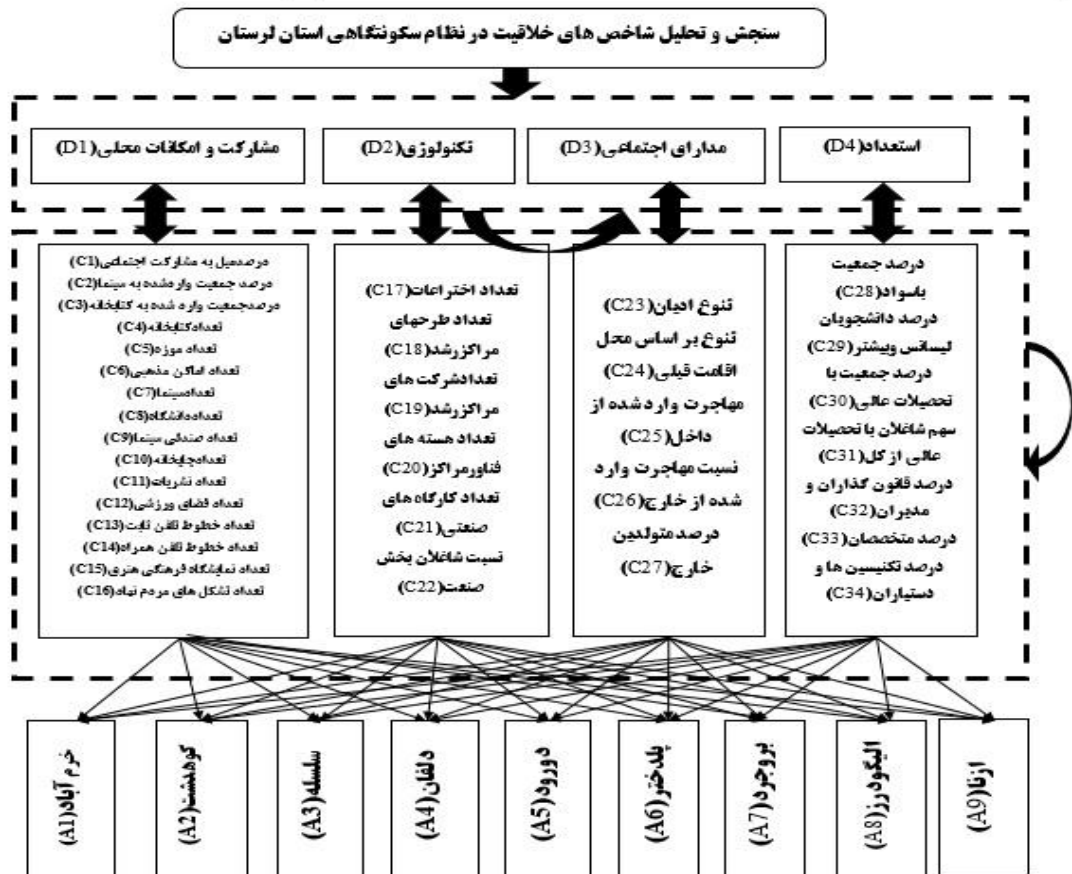 سنجش و تحلیل شاخص های خلاقیت در نظام سکونتگاهی استان لرستان
مشارکت و امکانات محلی(D1)
تکنولوژی(D2)
مدارای اجتماعی(D3)
استعداد(D4)
درصدمیل به مشارکت اجتماعی(C1)
درصد جمعیت واردشده به سینما(C2)
درصدجمعیت وارد شده به کتابخانه(C3)
تعدادکتابخانه(C4)
تعداد موزه(C5)
تعداد اماکن مذهبی(C6)
تعدادسینما(C7)
تعداددانشگاه(C8)
تعداد صندلی سینما(C9)
تعدادچاپخانه(C10)
تعداد نشریات(C11)
تعداد فضای ورزشی(C12)
تعداد خطوط تلفن ثابت(C13)
تعداد خطوط تلفن همراه(C14)
تعداد نمایشگاه فرهنگی هنری(C15)
تعداد تشکل های مردم نهاد(C16)
تعداد اختراعات(C17)
تعداد طرحهای
مراکزرشد(C18)
تعدادشرکت های
مراکزرشد(C19)
تعداد هسته های
فناورمراکز(C20)
تعداد کارگاه های
صنعتی(C21)
نسبت شاغلان بخش
صنعت(C22)
تنوع ادیان(C23)
تنوع بر اساس محل
اقامت قبلی(C24)
مهاجرت واردشده از
داخل(C25)
نسبت مهاجرت وارد
شده از خارج(C26)
درصد متولدین
خارج(C27)
درصد جمعیت
باسواد(C28)
درصد دانشجویان
لیسانس وبیشتر(C29)
درصد جمعیت با
تحصیلات عالی(C30)
سهم شاغلان با تحصیلات
عالی از کل(C31)
درصد قانون گذاران و
مدیران(C32)
درصد متخصصان(C33)
درصد تکنیسین ها و
دستیاران(C34)
خرم آباد(A1)
کوهدشت(A2)
سلسله(A3)
دلفان(A4)
دورود(A5)
پلدختر(A6)
بروجرد(A7)
الیگودرز(A8)
ازنا(A9)